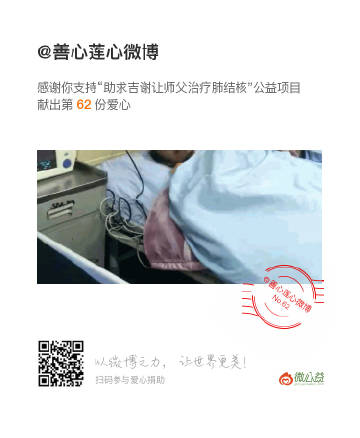 @善心莲心微博
感谢你支持“助求吉谢让师父治疗肺结核”公益项目
献出第 62 份爱心
@善心莲心微博
No.62
以微博之力，让世界更美！
扫码参与爱心捐助
微公益